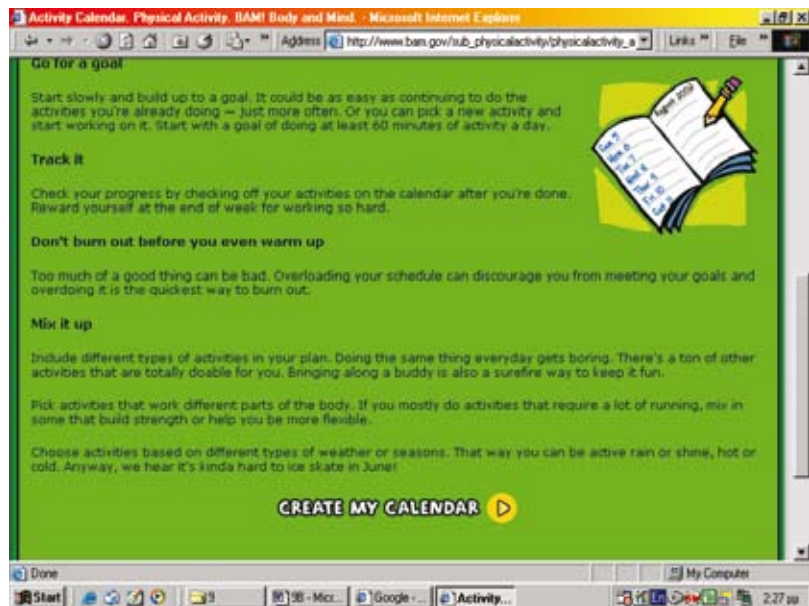 Activity Calendar. Physical Activity. BAM! Body and Mind. - Microsoft Internet Explorer
Address http://www.bam.gov/sub_physicalactivity/physicalactivity_a Links » File »
Go for a goal
Start slowly and build up to a goal. It could be as easy as continuing to do the
activities you're already doing — just more often. Or you can pick a new activity and
start working on it. Start with a goal of doing at least 60 minutes of activity a day.
Track it
Check your progress by checking off your activities on the calendar after you're done.
Reward yourself at the end of week for working so hard.
Don't burn out before you even warm up
Too much of a good thing can be bad. Overloading your schedule can discourage you from meeting your goals and
overdoing it is the quickest way to burn out.
Mix it up
Include different types of activities in your plan. Doing the same thing everyday gets boring. There's a ton of other
activities that are totally doable for you. Bringing along a buddy is also a surefire way to keep it fun.
Pick activities that work different parts of the body. If you mostly do activities that require a lot of running, mix in
some that build strength or help you be more flexible.
Choose activities based on different types of weather or seasons. That way you can be active rain or shine, hot or
cold. Anyway, we hear it's kinda hard to ice skate in June!
CREATE MY CALENDAR
Done My Computer
Start 9 9B - Micr... Google - ... Activity... EN 2:27